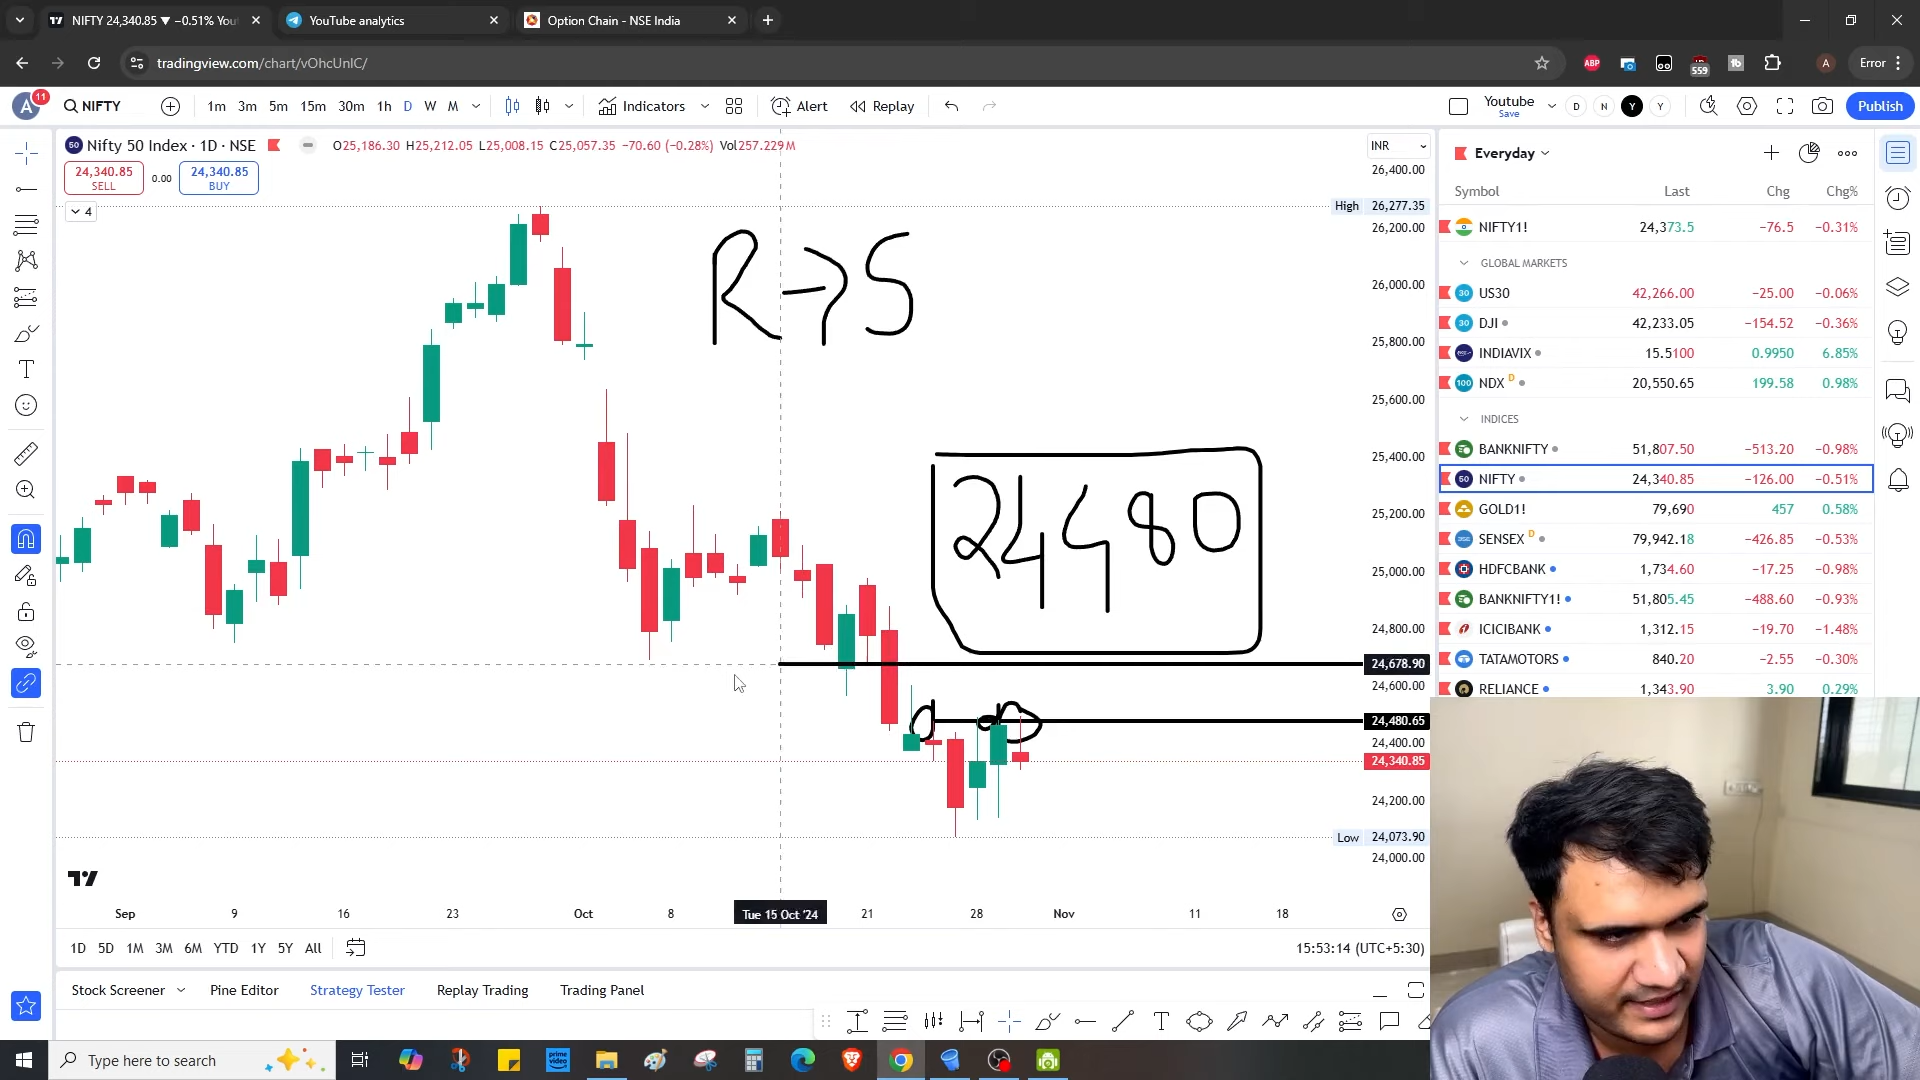 NIFTY 24,340.85 ▼ −0.51% You
YouTube analytics
Option Chain - NSE India
tradingview.com/chart/vOhcUnIC/
ABP
559
A
Error
A
11
NIFTY
1m 3m 5m 15m 30m 1h D W M
Indicators
Alert
Replay
Youtube
Save
D N Y Y
Publish
50 Nifty 50 Index · 1D · NSE
O25,186.30 H25,212.05 L25,008.15 C25,057.35 −70.60 (−0.28%) Vol257.229M
24,340.85
SELL
0.00
24,340.85
BUY
4
INR
26,400.00
High 26,277.35
26,200.00
26,000.00
25,800.00
25,600.00
25,400.00
25,200.00
25,000.00
24,800.00
24,678.90
24,600.00
24,480.65
24,400.00
24,340.85
24,200.00
Low 24,073.90
24,000.00
R→S
24480
Sep 9 16 23 Oct 8 Tue 15 Oct '24 21 28 Nov 11 18
1D 5D 1M 3M 6M YTD 1Y 5Y All
15:53:14 (UTC+5:30)
Stock Screener
Pine Editor
Strategy Tester
Replay Trading
Trading Panel
Everyday
Symbol Last Chg Chg%
NIFTY1! 24,373.5 −76.5 −0.31%
GLOBAL MARKETS
30 US30 42,266.00 −25.00 −0.06%
30 DJI 42,233.05 −154.52 −0.36%
INDIAVIX 15.5100 0.9950 6.85%
100 NDX D 20,550.65 199.58 0.98%
INDICES
BANKNIFTY 51,807.50 −513.20 −0.98%
50 NIFTY 24,340.85 −126.00 −0.51%
GOLD1! 79,690 457 0.58%
SENSEX D 79,942.18 −426.85 −0.53%
HDFCBANK 1,734.60 −17.25 −0.98%
BANKNIFTY1! 51,805.45 −488.60 −0.93%
ICICIBANK 1,312.15 −19.70 −1.48%
TATAMOTORS 840.20 −2.55 −0.30%
RELIANCE 1,343.90 3.90 0.29%
Type here to search
prime video